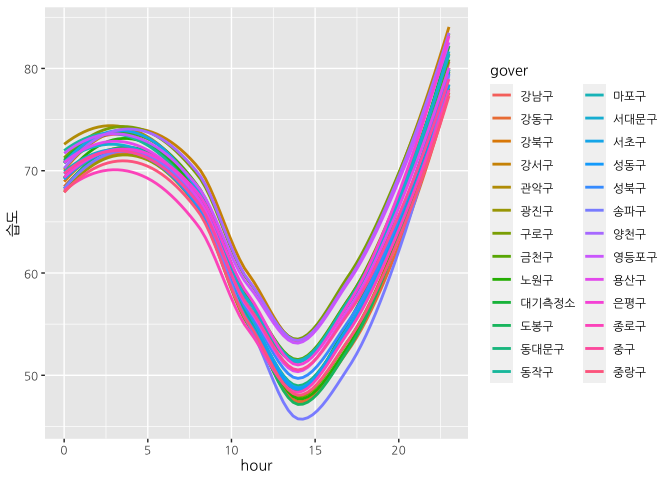 80
70
60
50
습도
0 5 10 15 20
hour
gover
강남구 마포구
강동구 서대문구
강북구 서초구
강서구 성동구
관악구 성북구
광진구 송파구
구로구 양천구
금천구 영등포구
노원구 용산구
대기측정소 은평구
도봉구 종로구
동대문구 중구
동작구 중랑구